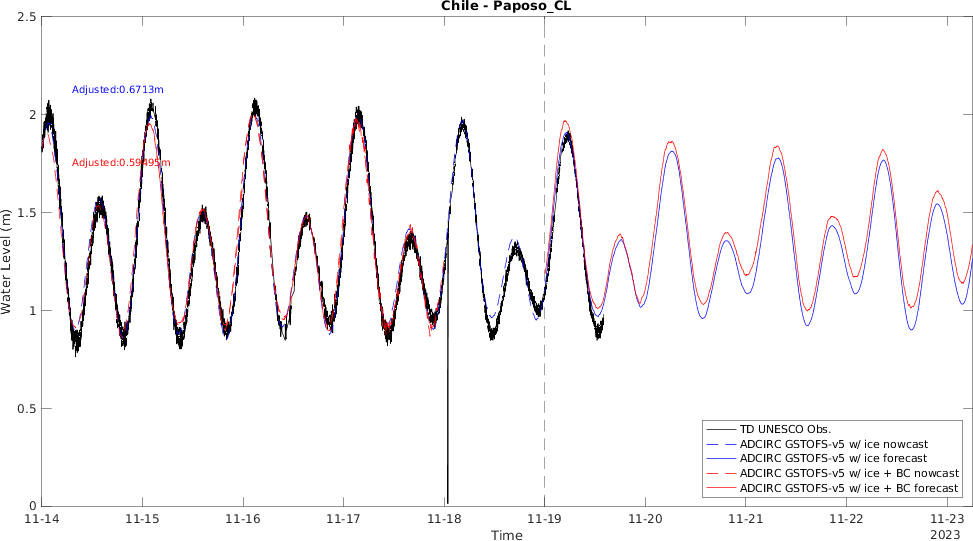 Chile - Paposo_CL
2.5
2
1.5
1
0.5
0
Water Level (m)
Adjusted:0.6713m
Adjusted:0.59495m
TD UNESCO Obs.
ADCIRC GSTOFS-v5 w/ ice nowcast
ADCIRC GSTOFS-v5 w/ ice forecast
ADCIRC GSTOFS-v5 w/ ice + BC nowcast
ADCIRC GSTOFS-v5 w/ ice + BC forecast
11-14 11-15 11-16 11-17 11-18 11-19 11-20 11-21 11-22 11-23
2023
Time